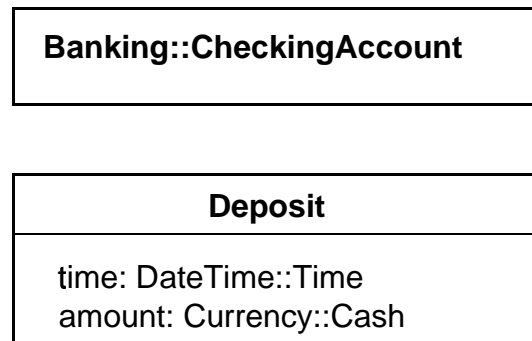 Banking::CheckingAccount
Deposit
time: DateTime::Time
amount: Currency::Cash